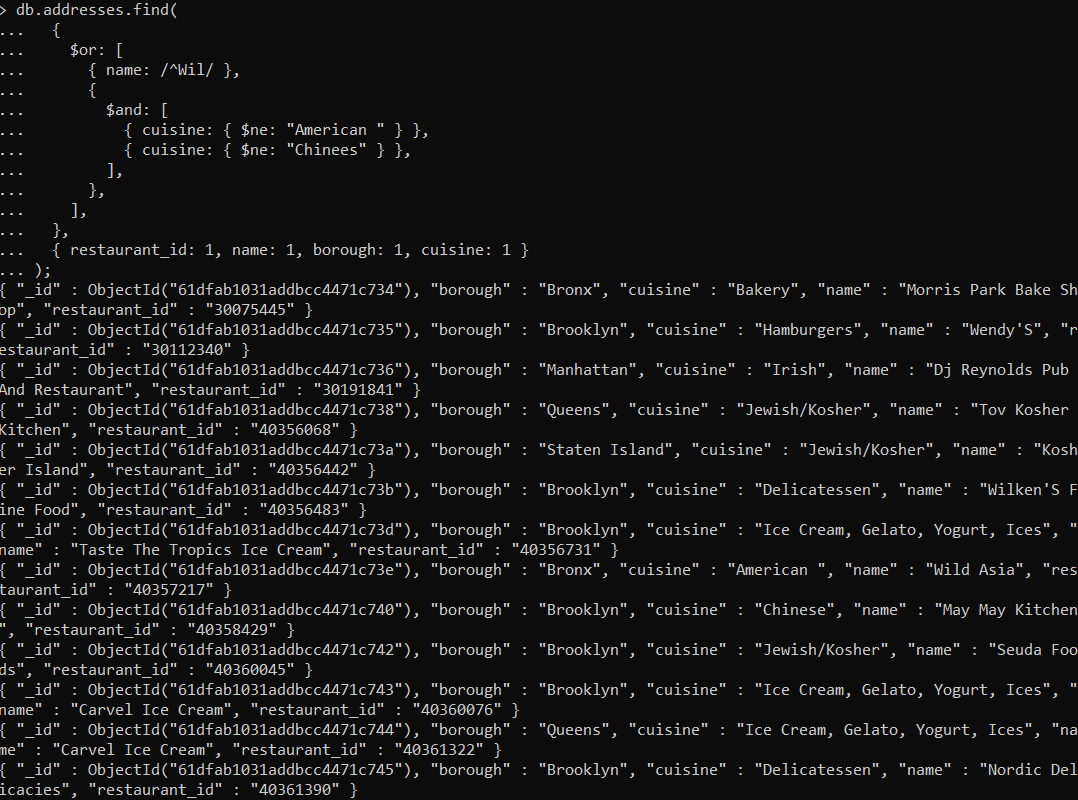 > db.addresses.find(
...   {
...     $or: [
...       { name: /^Wil/ },
...       {
...         $and: [
...           { cuisine: { $ne: "American " } },
...           { cuisine: { $ne: "Chinees" } },
...         ],
...       },
...     ],
...   },
...   { restaurant_id: 1, name: 1, borough: 1, cuisine: 1 }
... );
{ "_id" : ObjectId("61dfab1031addbcc4471c734"), "borough" : "Bronx", "cuisine" : "Bakery", "name" : "Morris Park Bake Sh
op", "restaurant_id" : "30075445" }
{ "_id" : ObjectId("61dfab1031addbcc4471c735"), "borough" : "Brooklyn", "cuisine" : "Hamburgers", "name" : "Wendy'S", "r
estaurant_id" : "30112340" }
{ "_id" : ObjectId("61dfab1031addbcc4471c736"), "borough" : "Manhattan", "cuisine" : "Irish", "name" : "Dj Reynolds Pub
And Restaurant", "restaurant_id" : "30191841" }
{ "_id" : ObjectId("61dfab1031addbcc4471c738"), "borough" : "Queens", "cuisine" : "Jewish/Kosher", "name" : "Tov Kosher
Kitchen", "restaurant_id" : "40356068" }
{ "_id" : ObjectId("61dfab1031addbcc4471c73a"), "borough" : "Staten Island", "cuisine" : "Jewish/Kosher", "name" : "Kosh
er Island", "restaurant_id" : "40356442" }
{ "_id" : ObjectId("61dfab1031addbcc4471c73b"), "borough" : "Brooklyn", "cuisine" : "Delicatessen", "name" : "Wilken'S F
ine Food", "restaurant_id" : "40356483" }
{ "_id" : ObjectId("61dfab1031addbcc4471c73d"), "borough" : "Brooklyn", "cuisine" : "Ice Cream, Gelato, Yogurt, Ices", "
name" : "Taste The Tropics Ice Cream", "restaurant_id" : "40356731" }
{ "_id" : ObjectId("61dfab1031addbcc4471c73e"), "borough" : "Bronx", "cuisine" : "American ", "name" : "Wild Asia", "res
taurant_id" : "40357217" }
{ "_id" : ObjectId("61dfab1031addbcc4471c740"), "borough" : "Brooklyn", "cuisine" : "Chinese", "name" : "May May Kitchen
", "restaurant_id" : "40358429" }
{ "_id" : ObjectId("61dfab1031addbcc4471c742"), "borough" : "Brooklyn", "cuisine" : "Jewish/Kosher", "name" : "Seuda Foo
ds", "restaurant_id" : "40360045" }
{ "_id" : ObjectId("61dfab1031addbcc4471c743"), "borough" : "Brooklyn", "cuisine" : "Ice Cream, Gelato, Yogurt, Ices", "
name" : "Carvel Ice Cream", "restaurant_id" : "40360076" }
{ "_id" : ObjectId("61dfab1031addbcc4471c744"), "borough" : "Queens", "cuisine" : "Ice Cream, Gelato, Yogurt, Ices", "na
me" : "Carvel Ice Cream", "restaurant_id" : "40361322" }
{ "_id" : ObjectId("61dfab1031addbcc4471c745"), "borough" : "Brooklyn", "cuisine" : "Delicatessen", "name" : "Nordic Del
icacies", "restaurant_id" : "40361390" }